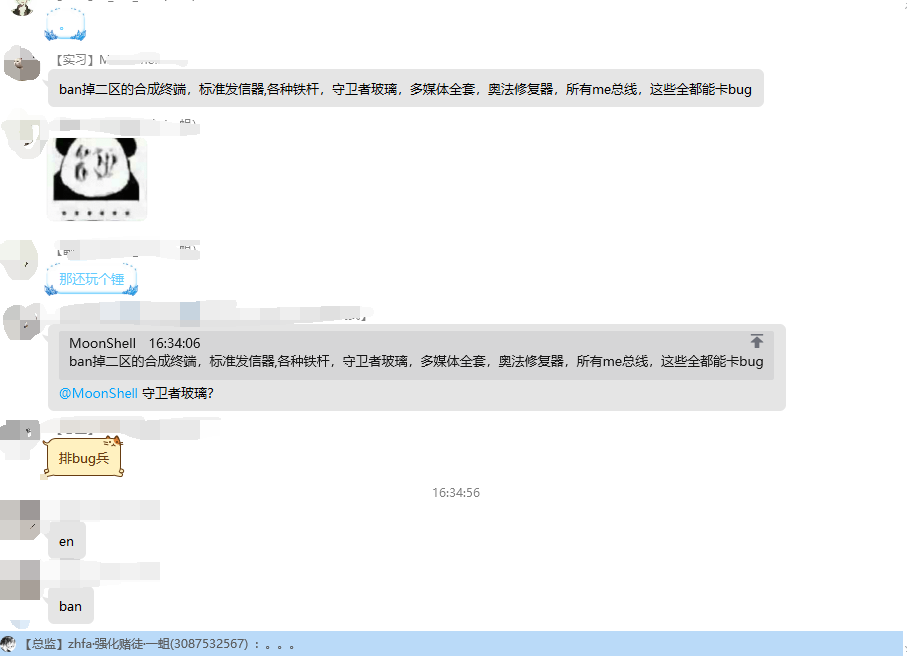 【实习】M
ban掉二区的合成终端，标准发信器,各种铁杆，守卫者玻璃，多媒体全套，奥法修复器，所有me总线，这些全都能卡bug
那还玩个锤
MoonShell 16:34:06
ban掉二区的合成终端，标准发信器,各种铁杆，守卫者玻璃，多媒体全套，奥法修复器，所有me总线，这些全都能卡bug
@MoonShell 守卫者玻璃?
排bug兵
16:34:56
en
ban
【总监】zhfa·强化赌徒·一蛆(3087532567) ：。。。